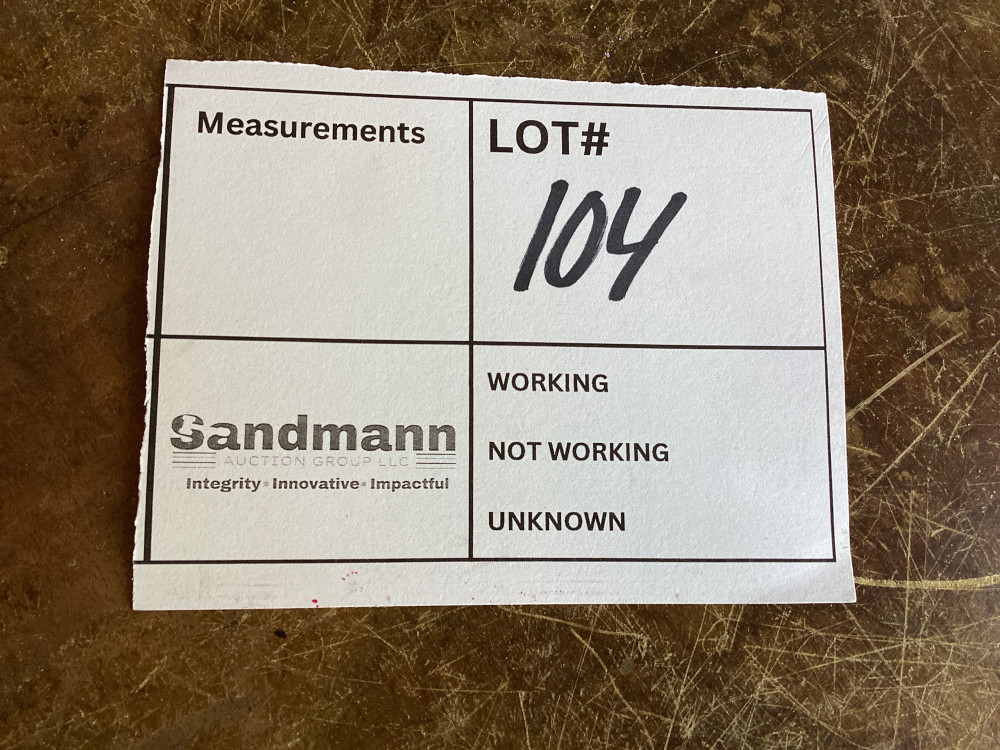 Measurements
LOT#
104
Sandmann
AUCTION GROUP LLC
Integrity • Innovative • Impactful
WORKING
NOT WORKING
UNKNOWN